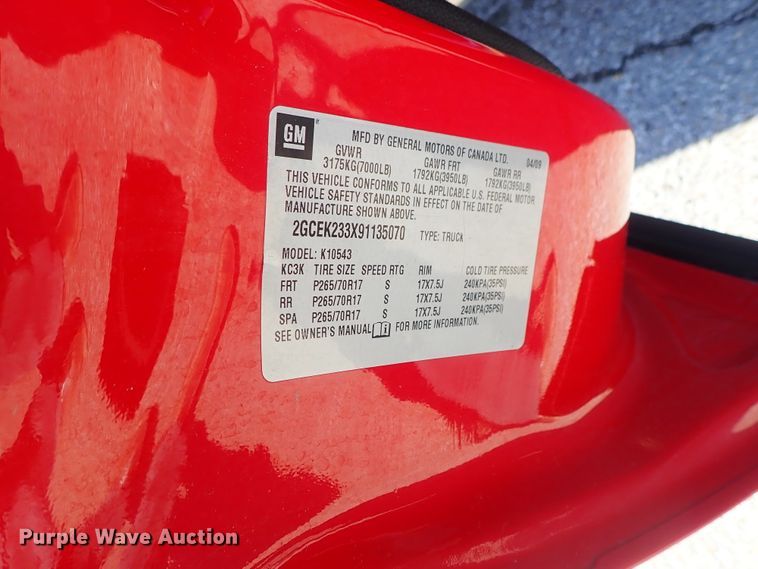 GM
MFD BY GENERAL MOTORS OF CANADA LTD. 04/09
GVWR GAWR FRT GAWR RR
3175KG(7000LB) 1792KG(3950LB) 1792KG(3950LB)
THIS VEHICLE CONFORMS TO ALL APPLICABLE U.S. FEDERAL MOTOR
VEHICLE SAFETY STANDARDS IN EFFECT ON THE DATE OF
MANUFACTURE SHOWN ABOVE.
2GCEK233X91135070 TYPE: TRUCK
MODEL: K10543
KC3K TIRE SIZE SPEED RTG RIM COLD TIRE PRESSURE
FRT P265/70R17 S 17X7.5J 240KPA(35PSI)
RR P265/70R17 S 17X7.5J 240KPA(35PSI)
SPA P265/70R17 S 17X7.5J 240KPA(35PSI)
SEE OWNER'S MANUAL FOR MORE INFORMATION.
Purple Wave Auction